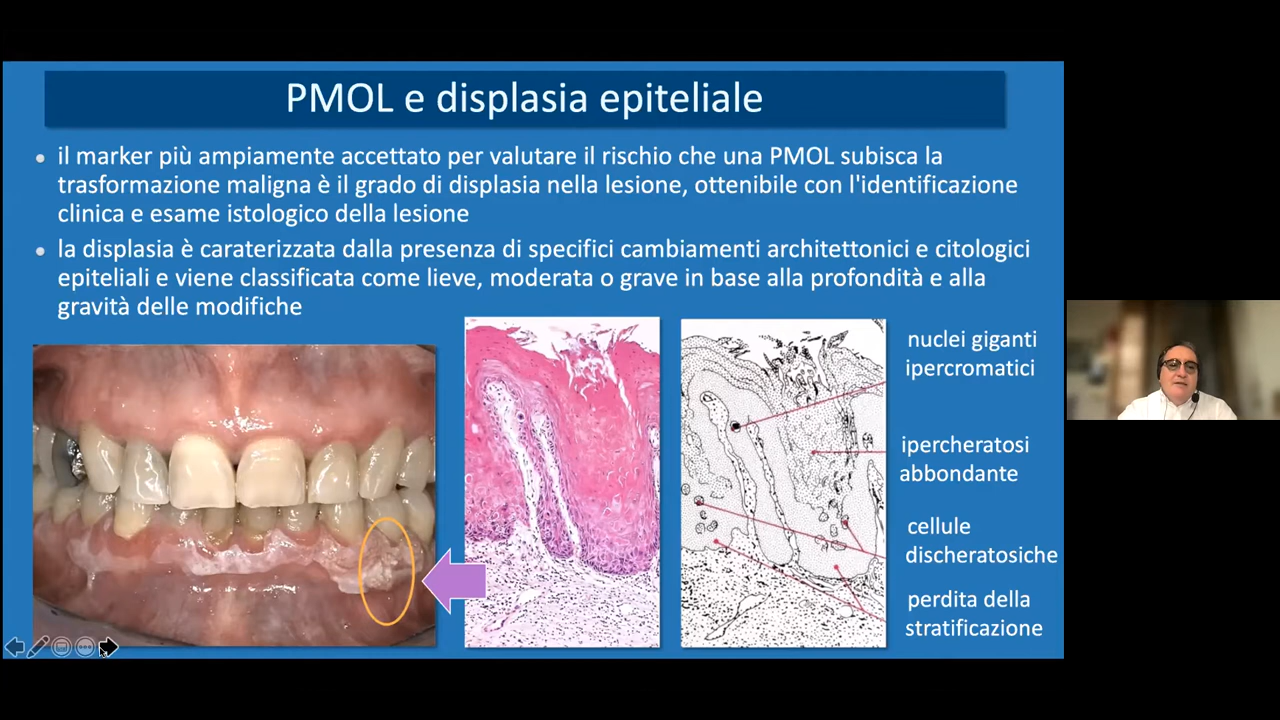 PMOL e displasia epiteliale
il marker più ampiamente accettato per valutare il rischio che una PMOL subisca la
trasformazione maligna è il grado di displasia nella lesione, ottenibile con l'identificazione
clinica e esame istologico della lesione
la displasia è caraterizzata dalla presenza di specifici cambiamenti architettonici e citologici
epiteliali e viene classificata come lieve, moderata o grave in base alla profondità e alla
gravità delle modifiche
nuclei giganti
ipercromatici
ipercheratosi
abbondante
cellule
discheratosiche
perdita della
stratificazione